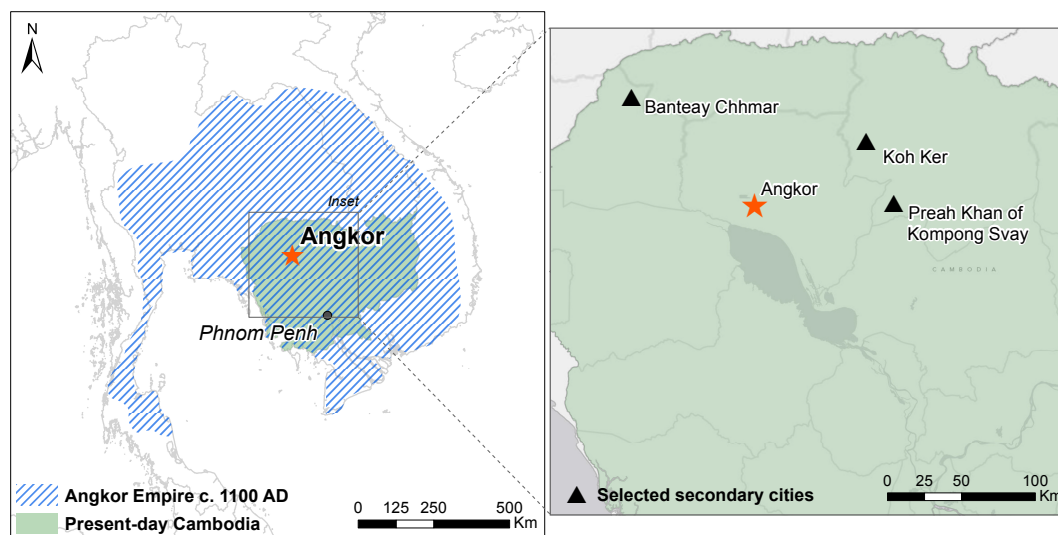 N
Inset
Angkor
Phnom Penh
Angkor Empire c. 1100 AD
Present-day Cambodia
0 125 250 500
Km
Banteay Chhmar
Koh Ker
Angkor
Preah Khan of
Kompong Svay
CAMBODIA
Selected secondary cities
0 25 50 100
Km